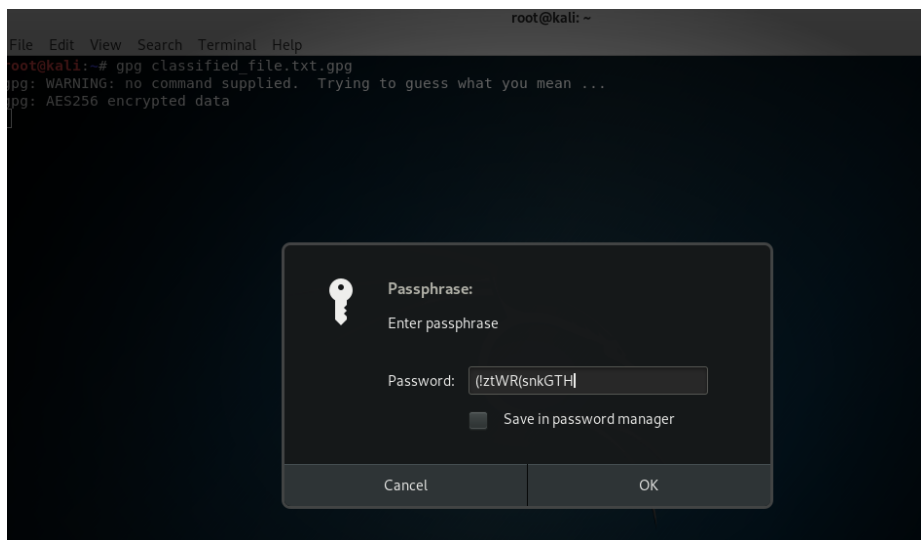 root@kali: ~
File Edit View Search Terminal Help
root@kali:~# gpg classified_file.txt.gpg
gpg: WARNING: no command supplied.  Trying to guess what you mean ...
gpg: AES256 encrypted data
Passphrase:
Enter passphrase
Password: (!ztWR(snkGTH
Save in password manager
Cancel OK